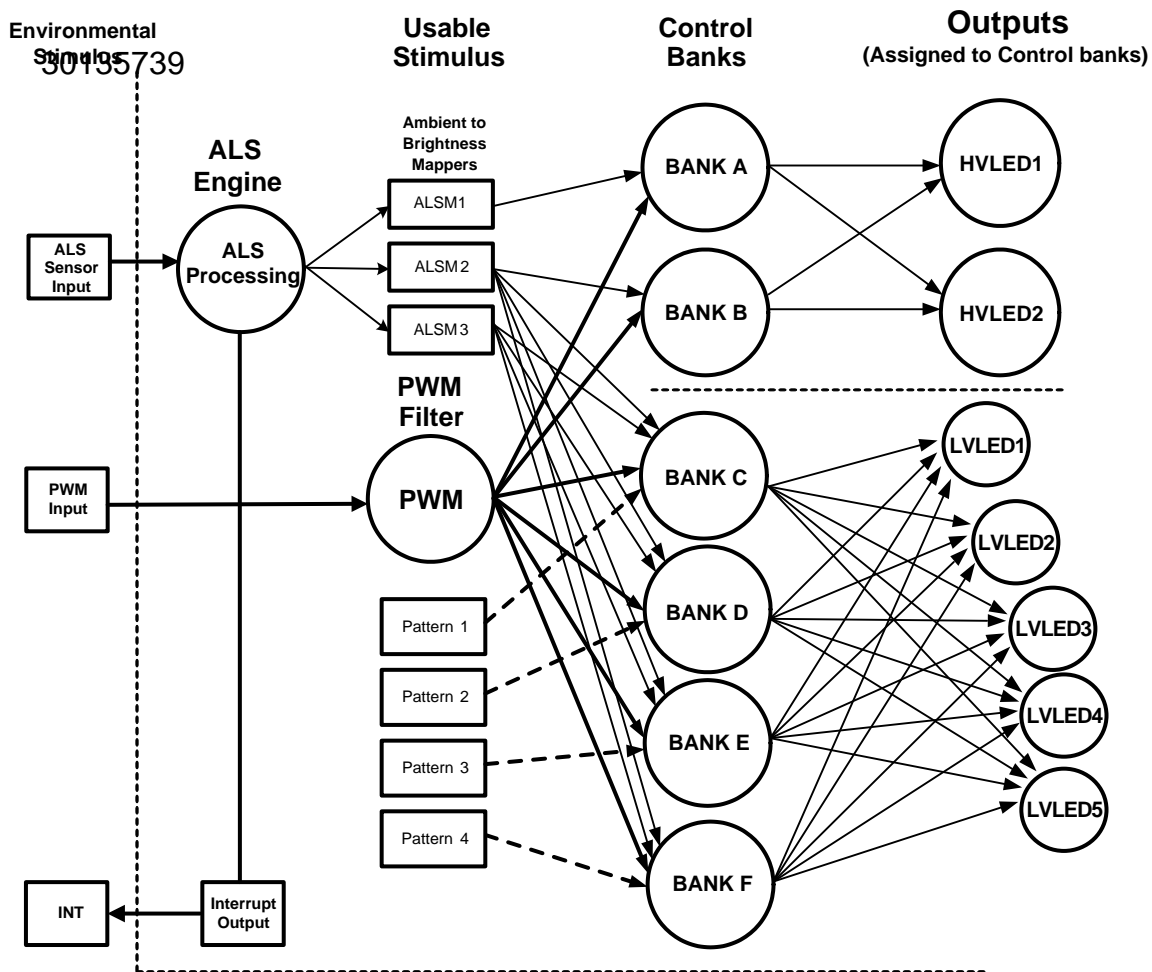 Environmental
Stimulus
30135739
Usable
Stimulus
Control
Banks
Outputs
(Assigned to Control banks)
Ambient to
Brightness
Mappers
ALS
Engine
ALSM1
ALSM2
ALSM3
ALS
Sensor
Input
ALS
Processing
BANK A
BANK B
HVLED1
HVLED2
PWM
Filter
PWM
Input
PWM
BANK C
BANK D
BANK E
BANK F
LVLED1
LVLED2
LVLED3
LVLED4
LVLED5
Pattern 1
Pattern 2
Pattern 3
Pattern 4
INT
Interrupt
Output